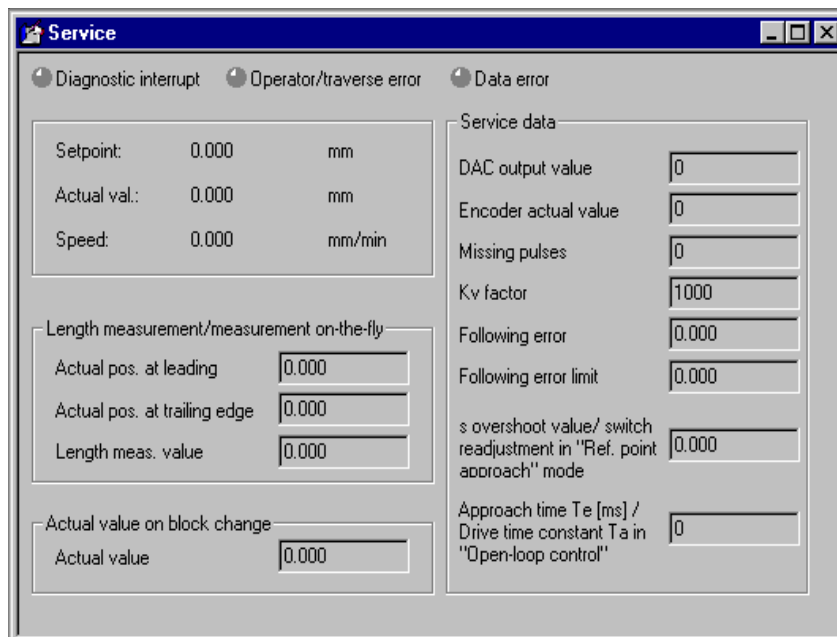 Service
Diagnostic interrupt
Operator/traverse error
Data error
Setpoint: 0.000 mm
Actual val.: 0.000 mm
Speed: 0.000 mm/min
Length measurement/measurement on-the-fly
Actual pos. at leading 0.000
Actual pos. at trailing edge 0.000
Length meas. value 0.000
Actual value on block change
Actual value 0.000
Service data
DAC output value 0
Encoder actual value 0
Missing pulses 0
Kv factor 1000
Following error 0.000
Following error limit 0.000
s overshoot value/ switch
readjustment in "Ref. point 0.000
approach" mode
Approach time Te [ms] /
Drive time constant Ta in 0
"Open-loop control"